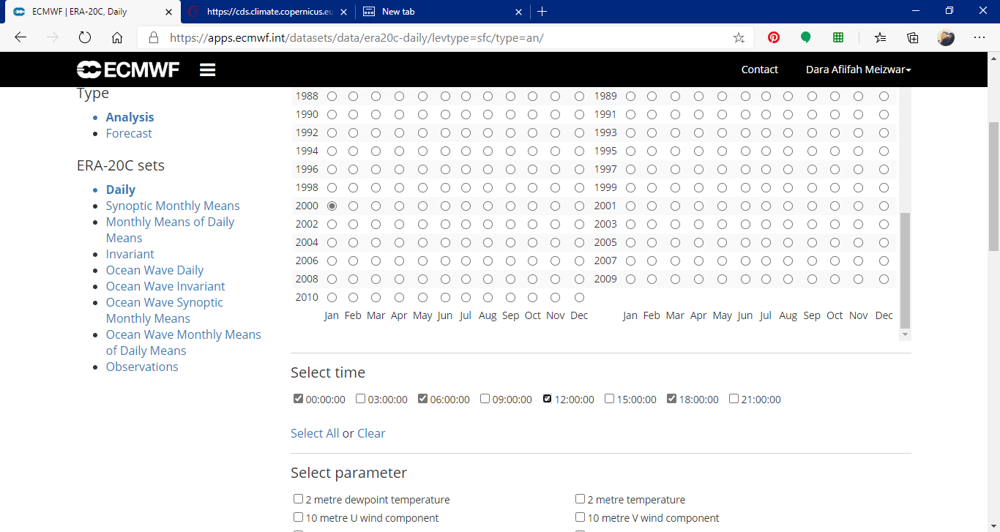 ECMWF | ERA-20C, Daily
https://cds.climate.copernicus.eu
New tab
https://apps.ecmwf.int/datasets/data/era20c-daily/levtype=sfc/type=an/
ECMWF
Contact
Dara Afiifah Meizwar
Type
Analysis
Forecast
ERA-20C sets
Daily
Synoptic Monthly Means
Monthly Means of Daily
Means
Invariant
Ocean Wave Daily
Ocean Wave Invariant
Ocean Wave Synoptic
Monthly Means
Ocean Wave Monthly Means
of Daily Means
Observations
1988 1989
1990 1991
1992 1993
1994 1995
1996 1997
1998 1999
2000 2001
2002 2003
2004 2005
2006 2007
2008 2009
2010
Jan Feb Mar Apr May Jun Jul Aug Sep Oct Nov Dec Jan Feb Mar Apr May Jun Jul Aug Sep Oct Nov Dec
Select time
00:00:00 03:00:00 06:00:00 09:00:00 12:00:00 15:00:00 18:00:00 21:00:00
Select All or Clear
Select parameter
2 metre dewpoint temperature 2 metre temperature
10 metre U wind component 10 metre V wind component